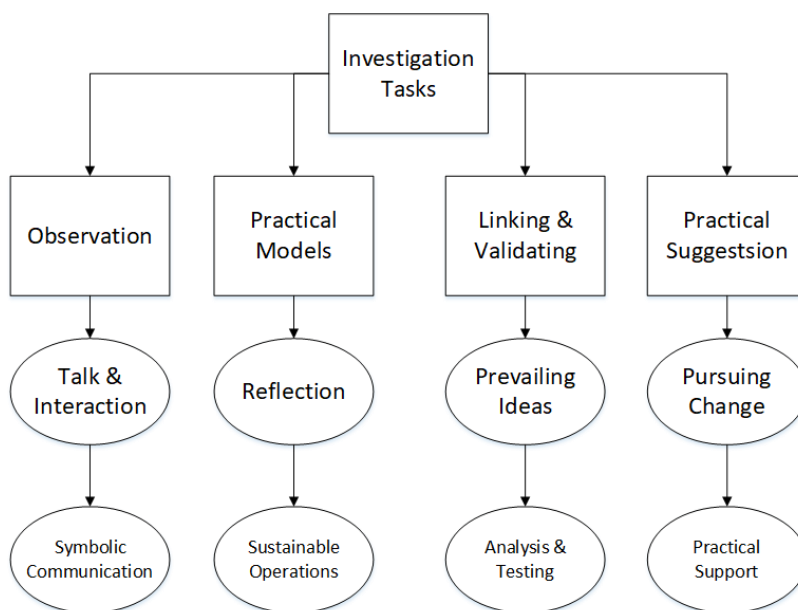 Investigation
Tasks
Observation
Practical
Models
Linking &
Validating
Practical
Suggestsion
Talk &
Interaction
Reflection
Prevailing
Ideas
Pursuing
Change
Symbolic
Communication
Sustainable
Operations
Analysis &
Testing
Practical
Support